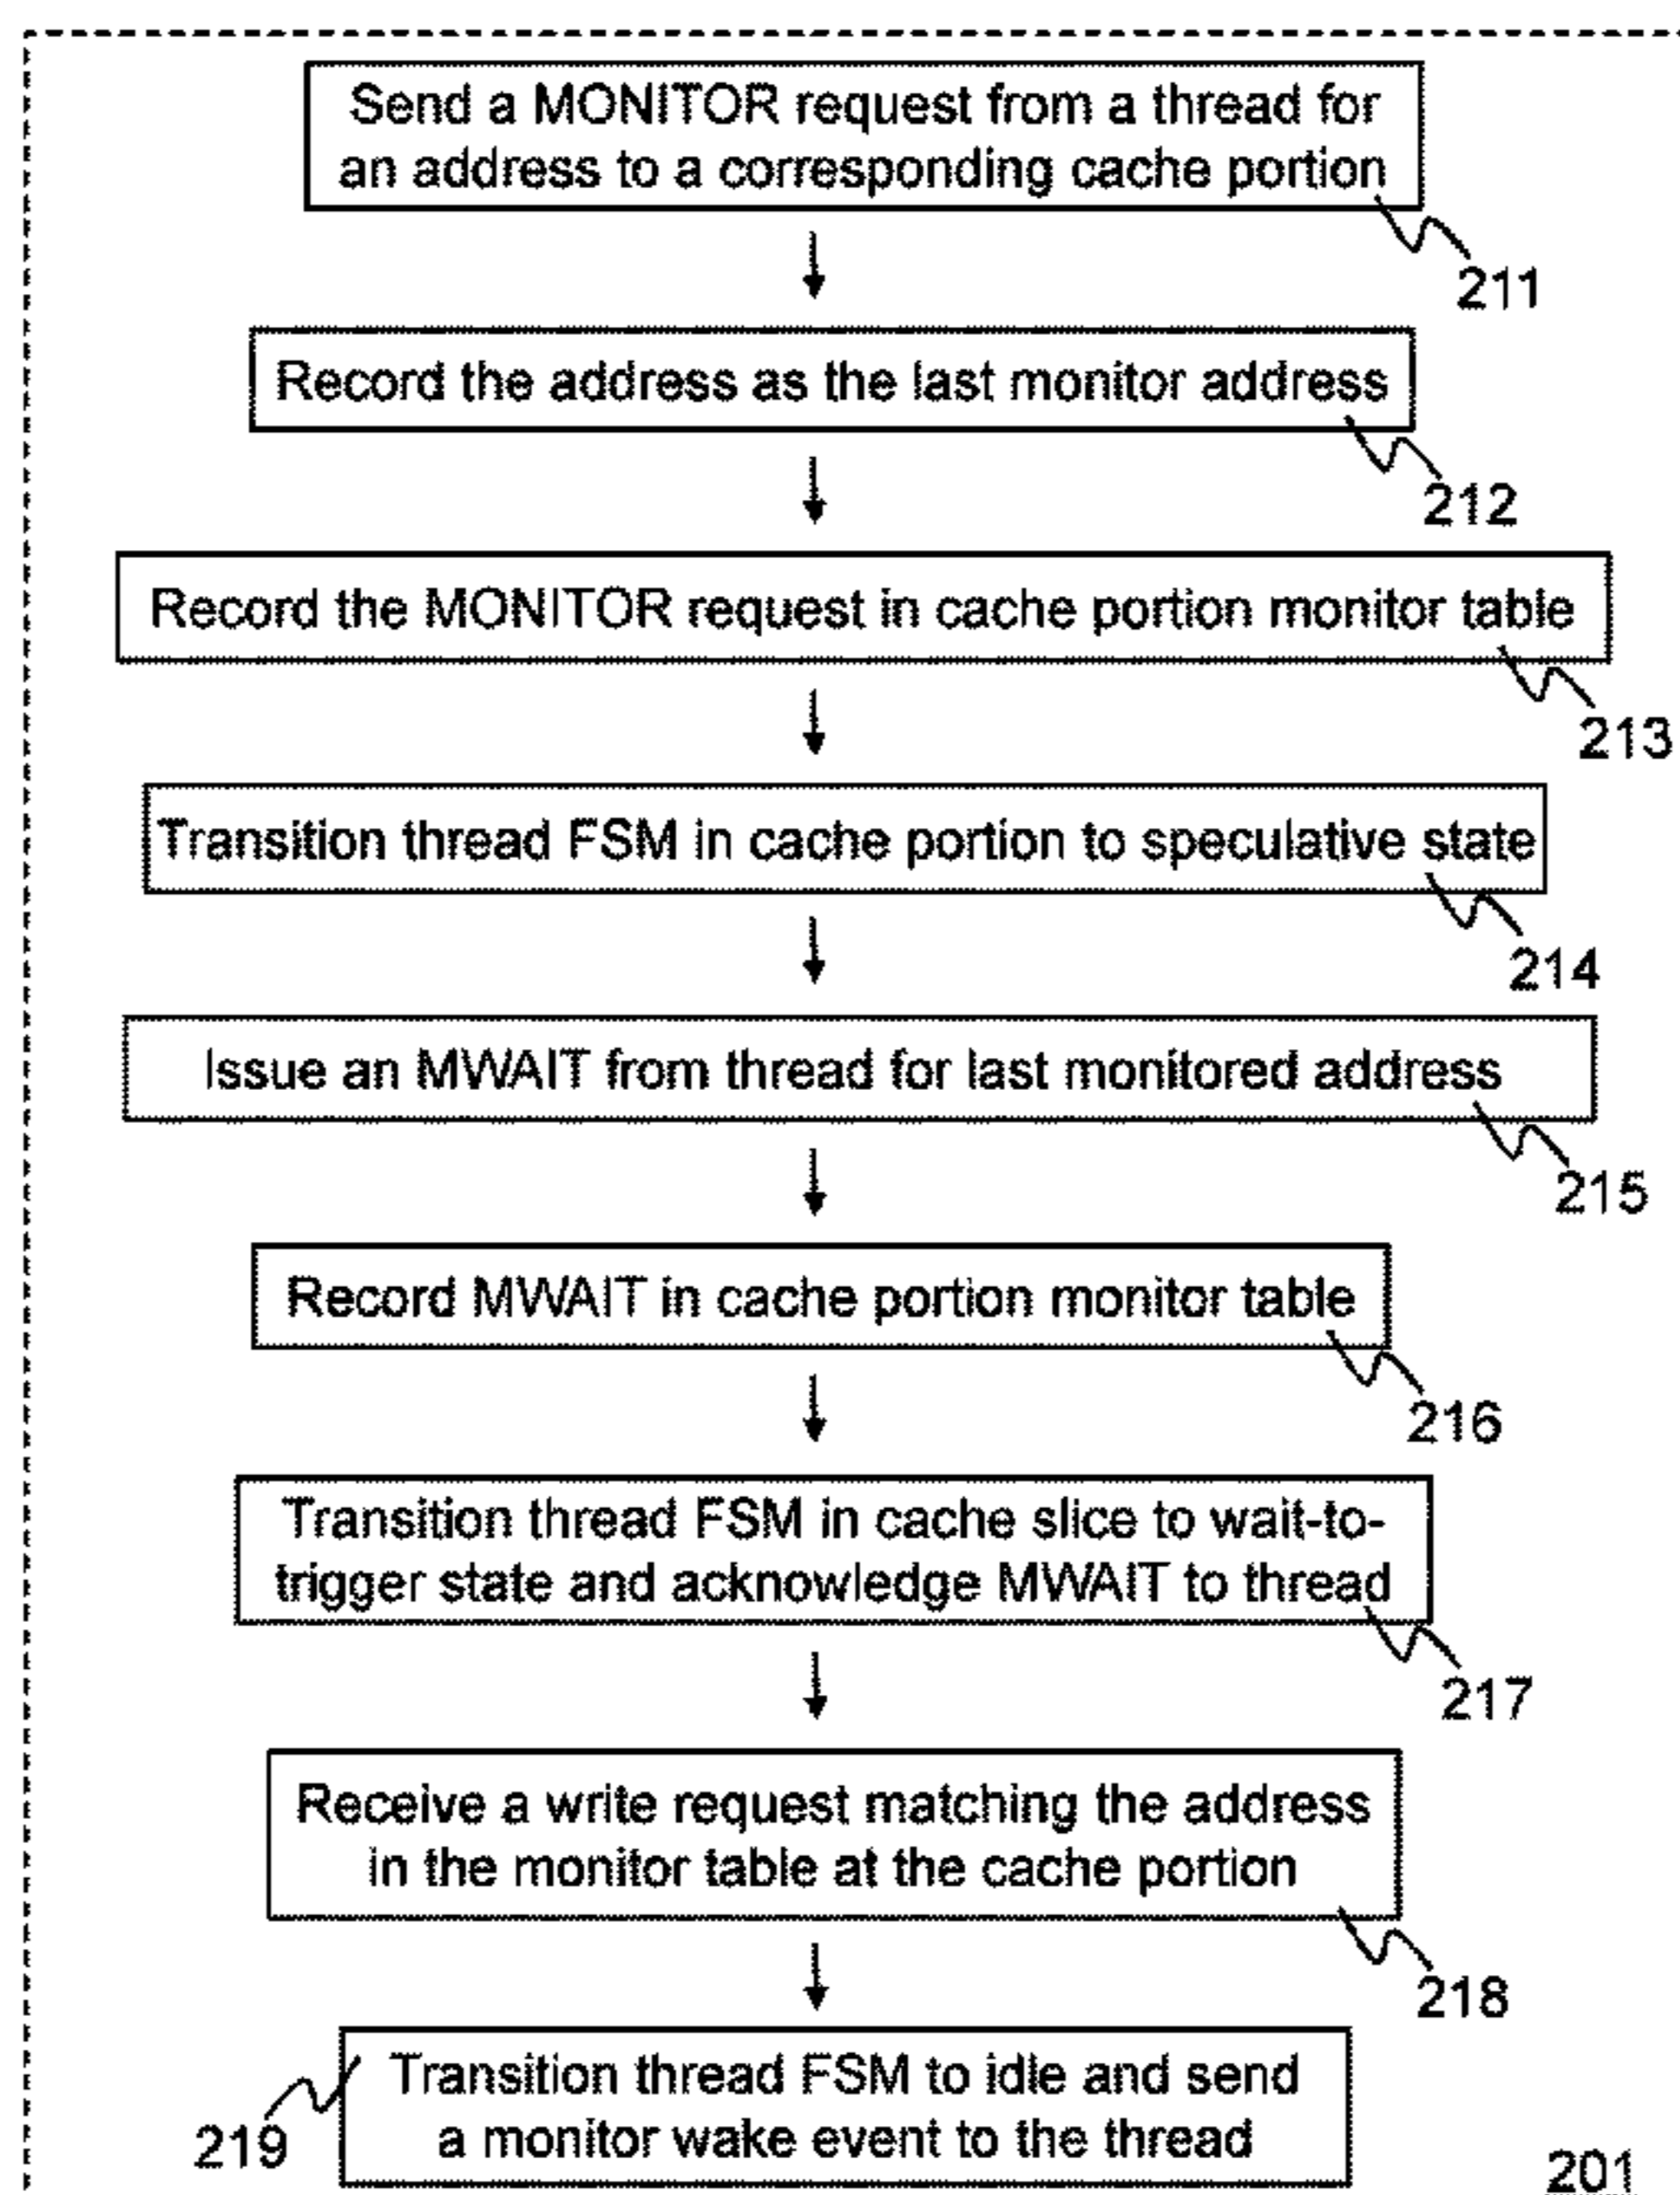 Send a MONITOR request from a thread for
an address to a corresponding cache portion
211
Record the address as the last monitor address
212
Record the MONITOR request in cache portion monitor table
213
Transition thread FSM in cache portion to speculative state
214
Issue an MWAIT from thread for last monitored address
215
Record MWAIT in cache portion monitor table
216
Transition thread FSM in cache slice to wait-to-
trigger state and acknowledge MWAIT to thread
217
Receive a write request matching the address
in the monitor table at the cache portion
218
Transition thread FSM to idle and send
a monitor wake event to the thread
219
201